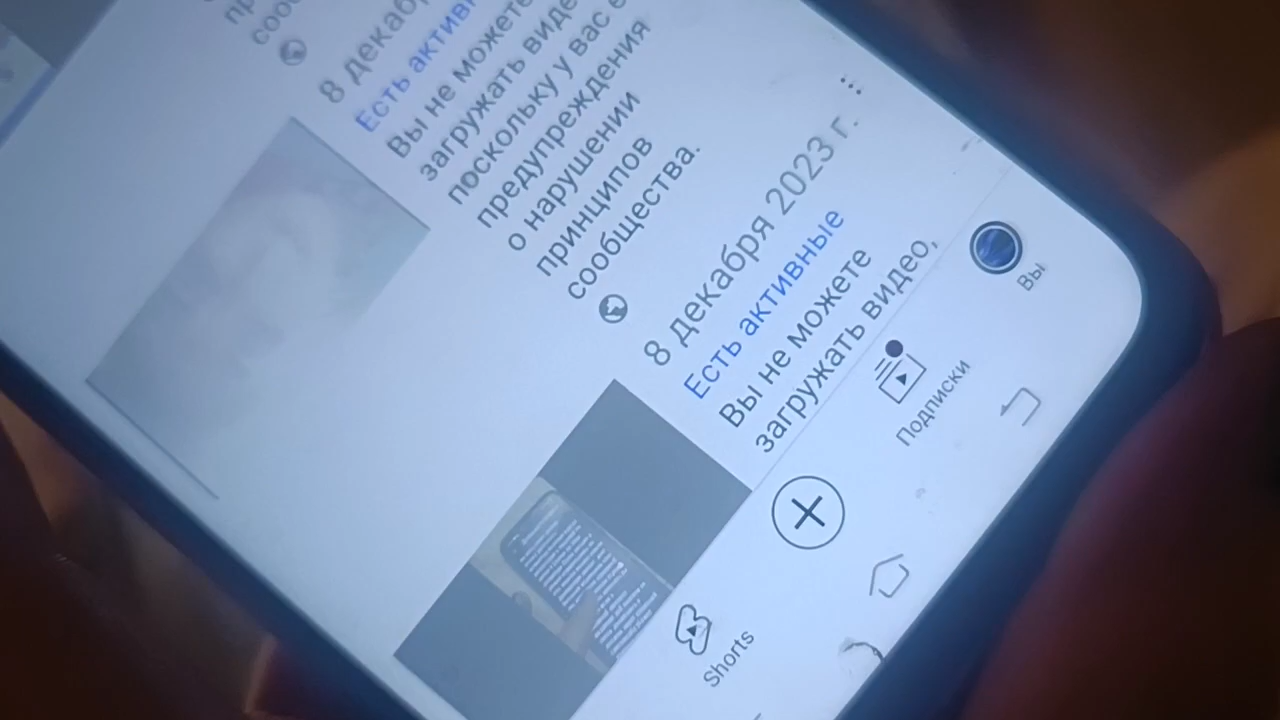 8 декабр
Есть активн
Вы не можете
загружать виде
поскольку у вас е
предупреждения
о нарушении
принципов
сообщества.
8 декабря 2023 г.
Есть активные
Вы не можете
загружать видео,
Shorts
Подписки
Вы